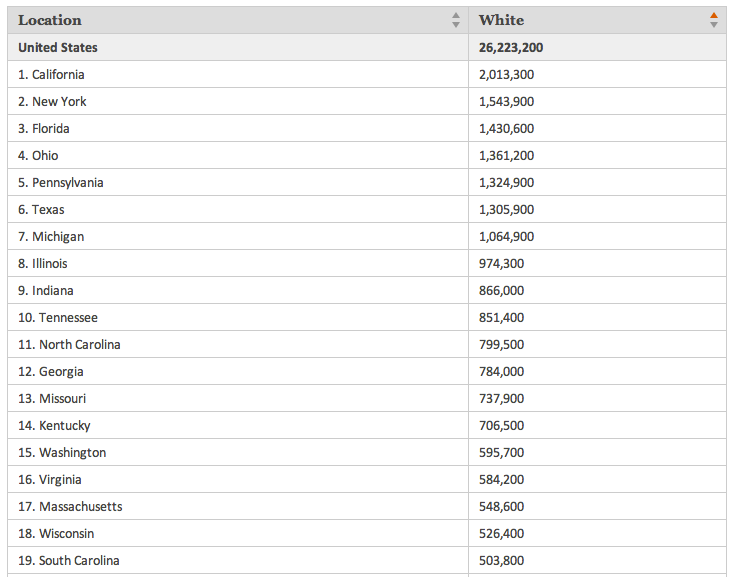 Location White
United States 26,223,200
1. California 2,013,300
2. New York 1,543,900
3. Florida 1,430,600
4. Ohio 1,361,200
5. Pennsylvania 1,324,900
6. Texas 1,305,900
7. Michigan 1,064,900
8. Illinois 974,300
9. Indiana 866,000
10. Tennessee 851,400
11. North Carolina 799,500
12. Georgia 784,000
13. Missouri 737,900
14. Kentucky 706,500
15. Washington 595,700
16. Virginia 584,200
17. Massachusetts 548,600
18. Wisconsin 526,400
19. South Carolina 503,800